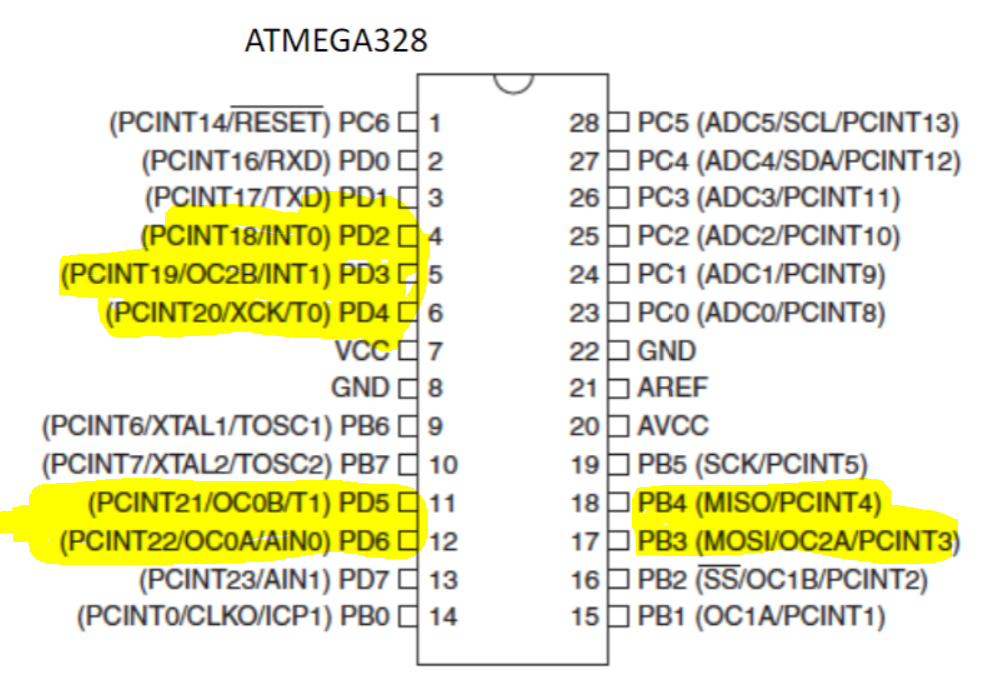 ATMEGA328
(PCINT14/RESET) PC6 1 28 PC5 (ADC5/SCL/PCINT13)
(PCINT16/RXD) PD0 2 27 PC4 (ADC4/SDA/PCINT12)
(PCINT17/TXD) PD1 3 26 PC3 (ADC3/PCINT11)
(PCINT18/INT0) PD2 4 25 PC2 (ADC2/PCINT10)
(PCINT19/OC2B/INT1) PD3 5 24 PC1 (ADC1/PCINT9)
(PCINT20/XCK/T0) PD4 6 23 PC0 (ADC0/PCINT8)
VCC 7 22 GND
GND 8 21 AREF
(PCINT6/XTAL1/TOSC1) PB6 9 20 AVCC
(PCINT7/XTAL2/TOSC2) PB7 10 19 PB5 (SCK/PCINT5)
(PCINT21/OC0B/T1) PD5 11 18 PB4 (MISO/PCINT4)
(PCINT22/OC0A/AIN0) PD6 12 17 PB3 (MOSI/OC2A/PCINT3)
(PCINT23/AIN1) PD7 13 16 PB2 (SS/OC1B/PCINT2)
(PCINT0/CLKO/ICP1) PB0 14 15 PB1 (OC1A/PCINT1)